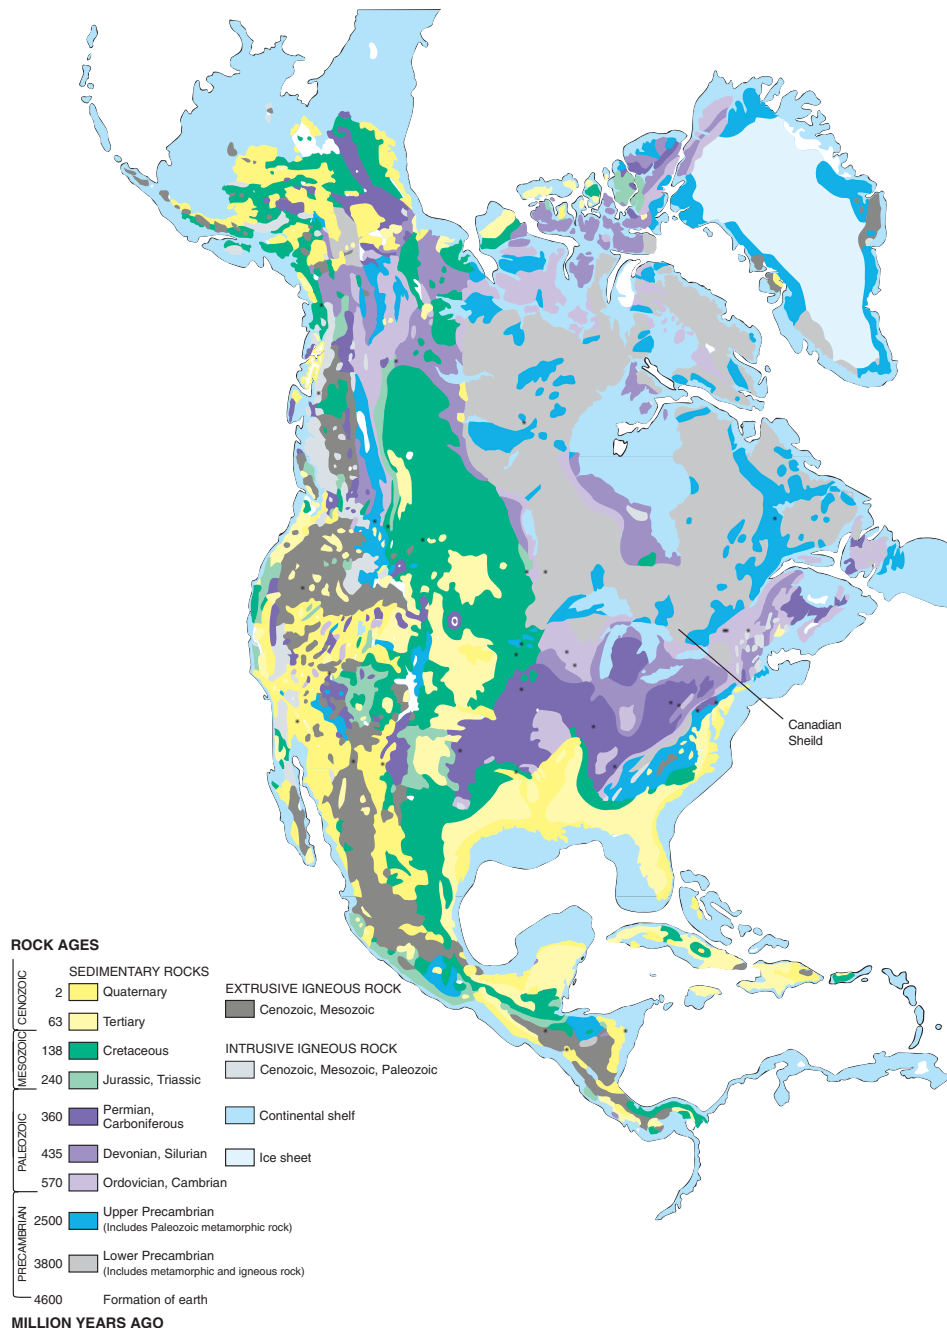 Canadian
Sheild
ROCK AGES
CENOZOIC
MESOZOIC
PALEOZOIC
PRECAMBRIAN
SEDIMENTARY ROCKS
2 Quaternary
63 Tertiary
138 Cretaceous
240 Jurassic, Triassic
360 Permian,
Carboniferous
435 Devonian, Silurian
570 Ordovician, Cambrian
2500 Upper Precambrian
(Includes Paleozoic metamorphic rock)
3800 Lower Precambrian
(Includes metamorphic and igneous rock)
4600 Formation of earth
MILLION YEARS AGO
EXTRUSIVE IGNEOUS ROCK
Cenozoic, Mesozoic
INTRUSIVE IGNEOUS ROCK
Cenozoic, Mesozoic, Paleozoic
Continental shelf
Ice sheet